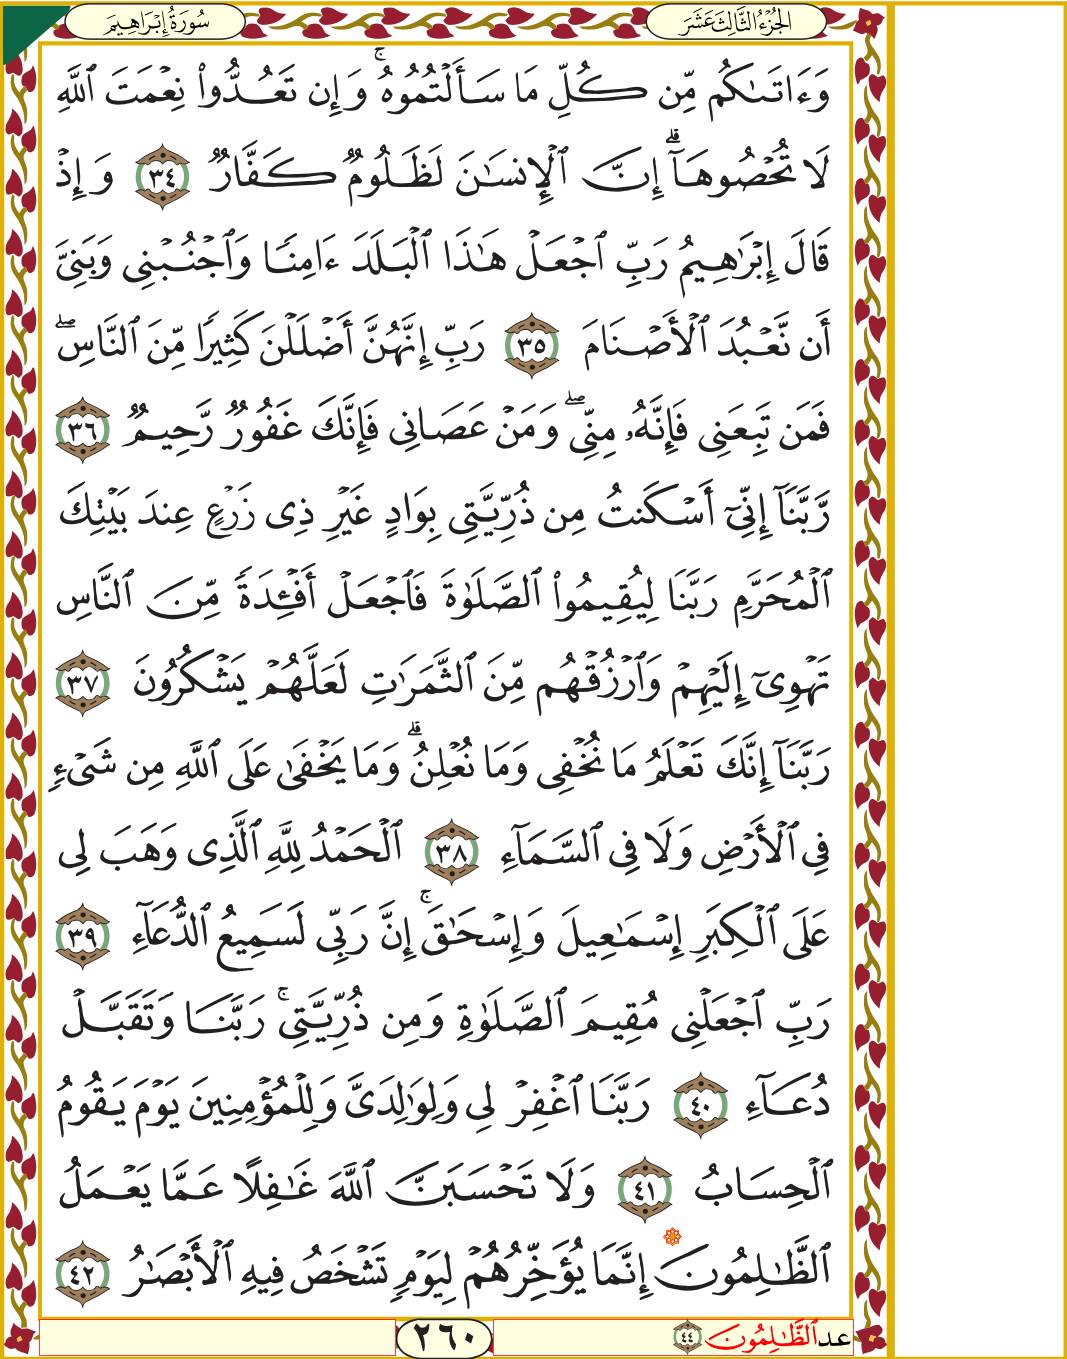 الجُزْءُ الثَّالِثَ عَشَرَ
سُورَةُ إِبْرَاهِيمَ
وَءَاتَىٰكُم مِّن كُلِّ مَا سَأَلْتُمُوهُۚ وَإِن تَعُدُّواْ نِعْمَتَ ٱللَّهِ
لَا تُحْصُوهَآۗ إِنَّ ٱلْإِنسَٰنَ لَظَلُومٌ كَفَّارٌ ٣٤ وَإِذْ
قَالَ إِبْرَٰهِيمُ رَبِّ ٱجْعَلْ هَٰذَا ٱلْبَلَدَ ءَامِنًا وَٱجْنُبْنِى وَبَنِىَّ
أَن نَّعْبُدَ ٱلْأَصْنَامَ ٣٥ رَبِّ إِنَّهُنَّ أَضْلَلْنَ كَثِيرًا مِّنَ ٱلنَّاسِۖ
فَمَن تَبِعَنِى فَإِنَّهُۥ مِنِّىۖ وَمَنْ عَصَانِى فَإِنَّكَ غَفُورٌ رَّحِيمٌ ٣٦
رَّبَّنَآ إِنِّىٓ أَسْكَنتُ مِن ذُرِّيَّتِى بِوَادٍ غَيْرِ ذِى زَرْعٍ عِندَ بَيْتِكَ
ٱلْمُحَرَّمِ رَبَّنَا لِيُقِيمُواْ ٱلصَّلَوٰةَ فَٱجْعَلْ أَفْـِٔدَةً مِّنَ ٱلنَّاسِ
تَهْوِىٓ إِلَيْهِمْ وَٱرْزُقْهُم مِّنَ ٱلثَّمَرَٰتِ لَعَلَّهُمْ يَشْكُرُونَ ٣٧
رَبَّنَآ إِنَّكَ تَعْلَمُ مَا نُخْفِى وَمَا نُعْلِنُۗ وَمَا يَخْفَىٰ عَلَى ٱللَّهِ مِن شَىْءٍ
فِى ٱلْأَرْضِ وَلَا فِى ٱلسَّمَآءِ ٣٨ ٱلْحَمْدُ لِلَّهِ ٱلَّذِى وَهَبَ لِى
عَلَى ٱلْكِبَرِ إِسْمَٰعِيلَ وَإِسْحَٰقَۚ إِنَّ رَبِّى لَسَمِيعُ ٱلدُّعَآءِ ٣٩
رَبِّ ٱجْعَلْنِى مُقِيمَ ٱلصَّلَوٰةِ وَمِن ذُرِّيَّتِىۚ رَبَّنَا وَتَقَبَّلْ
دُعَآءِ ٤٠ رَبَّنَا ٱغْفِرْ لِى وَلِوَٰلِدَىَّ وَلِلْمُؤْمِنِينَ يَوْمَ يَقُومُ
ٱلْحِسَابُ ٤١ وَلَا تَحْسَبَنَّ ٱللَّهَ غَٰفِلًا عَمَّا يَعْمَلُ
ٱلظَّٰلِمُونَ إِنَّمَا يُؤَخِّرُهُمْ لِيَوْمٍ تَشْخَصُ فِيهِ ٱلْأَبْصَٰرُ ٤٢
عد ٱلظَّٰلِمُونَ ٤٤
٢٦٠